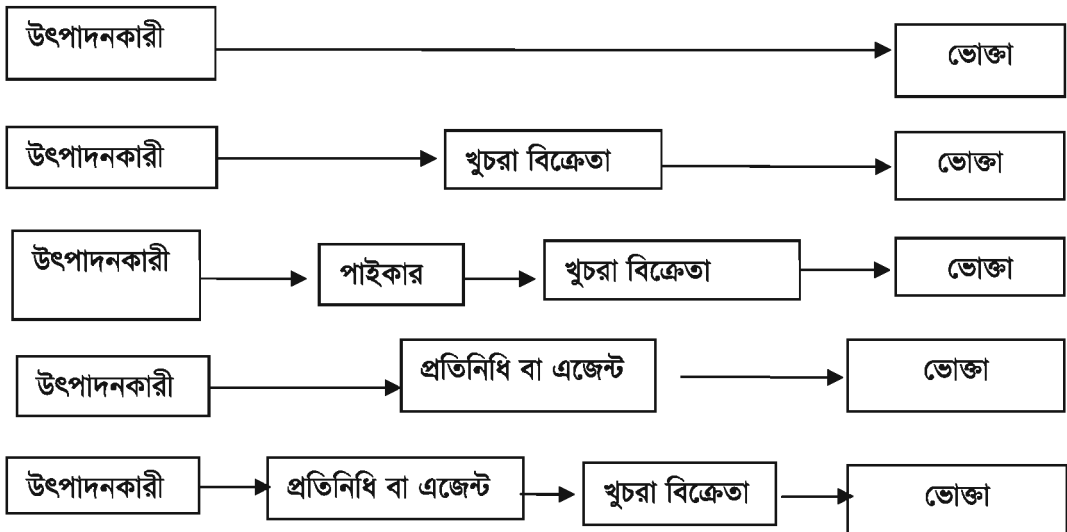 উৎপাদনকারী ভোক্তা
উৎপাদনকারী খুচরা বিক্রেতা ভোক্তা
উৎপাদনকারী পাইকার খুচরা বিক্রেতা ভোক্তা
উৎপাদনকারী প্রতিনিধি বা এজেন্ট ভোক্তা
উৎপাদনকারী প্রতিনিধি বা এজেন্ট খুচরা বিক্রেতা ভোক্তা